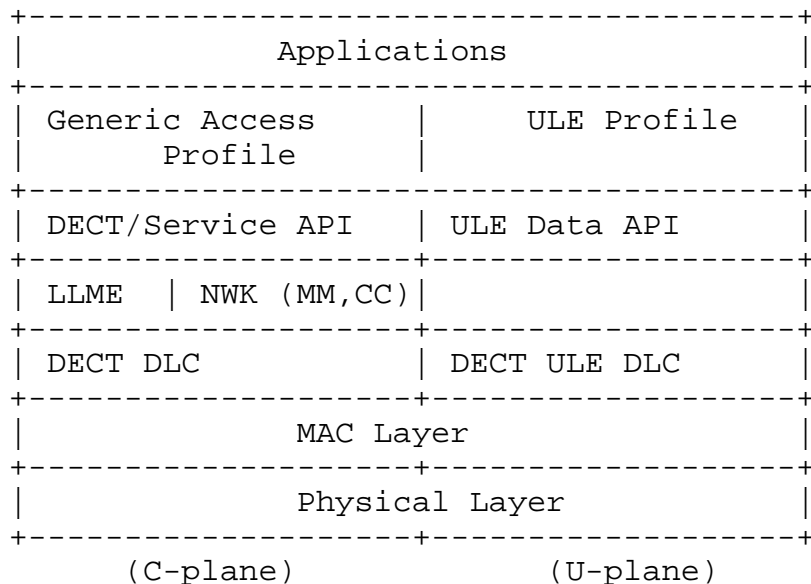 +----------------------------------------+
|             Applications               |
+----------------------------------------+
| Generic Access     |     ULE Profile   |
|       Profile      |                   |
+----------------------------------------+
| DECT/Service API   | ULE Data API      |
+--------------------+-------------------+
| LLME  | NWK (MM,CC)|                   |
+--------------------+-------------------+
| DECT DLC           | DECT ULE DLC      |
+--------------------+-------------------+
|              MAC Layer                 |
+--------------------+-------------------+
|              Physical Layer            |
+--------------------+-------------------+
     (C-plane)             (U-plane)